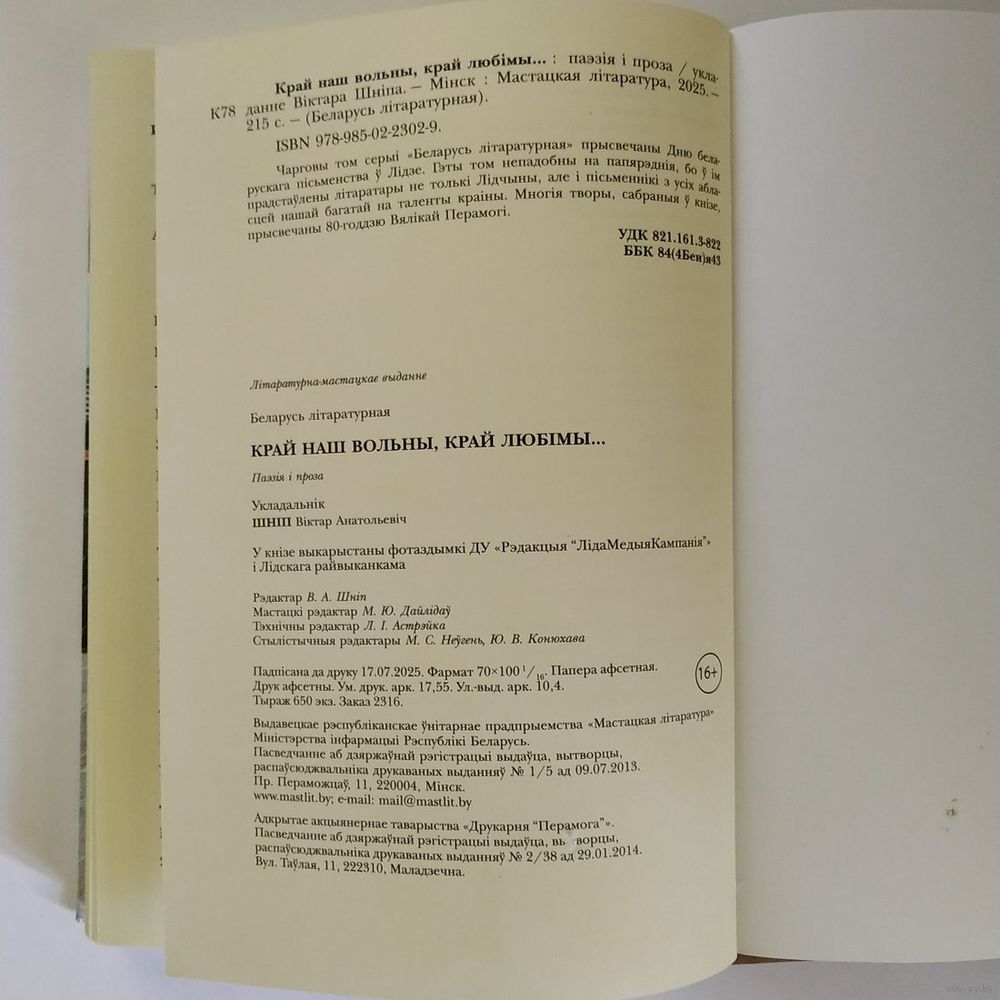 Край наш вольны, край любімы... : паэзія і проза / укла-
К78 данне Віктара Шніпа. – Мінск : Мастацкая літаратура, 2025. –
215 с. – (Беларусь літаратурная).
ISBN 978-985-02-2302-9.
Чарговы том серыі «Беларусь літаратурная» прысвечаны Дню бела-
рускага пісьменства ў Лідзе. Гэты том непадобны на папярэднія, бо ў ім
прадстаўлены літаратары не толькі Лідчыны, але і пісьменнікі з усіх абла-
сцей нашай багатай на таленты краіны. Многія творы, сабраныя ў кнізе,
прысвечаны 80-годдзю Вялікай Перамогі.
УДК 821.161.3-822
ББК 84(4Беи)я43
Літаратурна-мастацкае выданне
Беларусь літаратурная
КРАЙ НАШ ВОЛЬНЫ, КРАЙ ЛЮБІМЫ...
Паэзія і проза
Укладальнік
ШНІП Віктар Анатольевіч
У кнізе выкарыстаны фотаздымкі ДУ «Рэдакцыя “ЛідаМедыяКампанія”»
і Лідскага райвыканкама
Рэдактар В. А. Шніп
Мастацкі рэдактар М. Ю. Дайлідаў
Тэхнічны рэдактар Л. І. Астрэйка
Стылістычныя рэдактары М. С. Неўгень, Ю. В. Конюхава
Падпісана да друку 17.07.2025. Фармат 70×100 1/16. Папера афсетная.
Друк афсетны. Ум. друк. арк. 17,55. Ул.-выд. арк. 10,4.
Тыраж 650 экз. Заказ 2316.
16+
Выдавецкае рэспубліканскае ўнітарнае прадпрыемства «Мастацкая літаратура»
Міністэрства інфармацыі Рэспублікі Беларусь.
Пасведчанне аб дзяржаўнай рэгістрацыі выдаўца, вытворцы,
распаўсюджвальніка друкаваных выданняў № 1/5 ад 09.07.2013.
Пр. Пераможцаў, 11, 220004, Мінск.
www.mastlit.by; e-mail: mail@mastlit.by
Адкрытае акцыянернае таварыства «Друкарня “Перамога”».
Пасведчанне аб дзяржаўнай рэгістрацыі выдаўца, вытворцы,
распаўсюджвальніка друкаваных выданняў № 2/38 ад 29.01.2014.
Вул. Таўлая, 11, 222310, Маладзечна.
www.ay.by